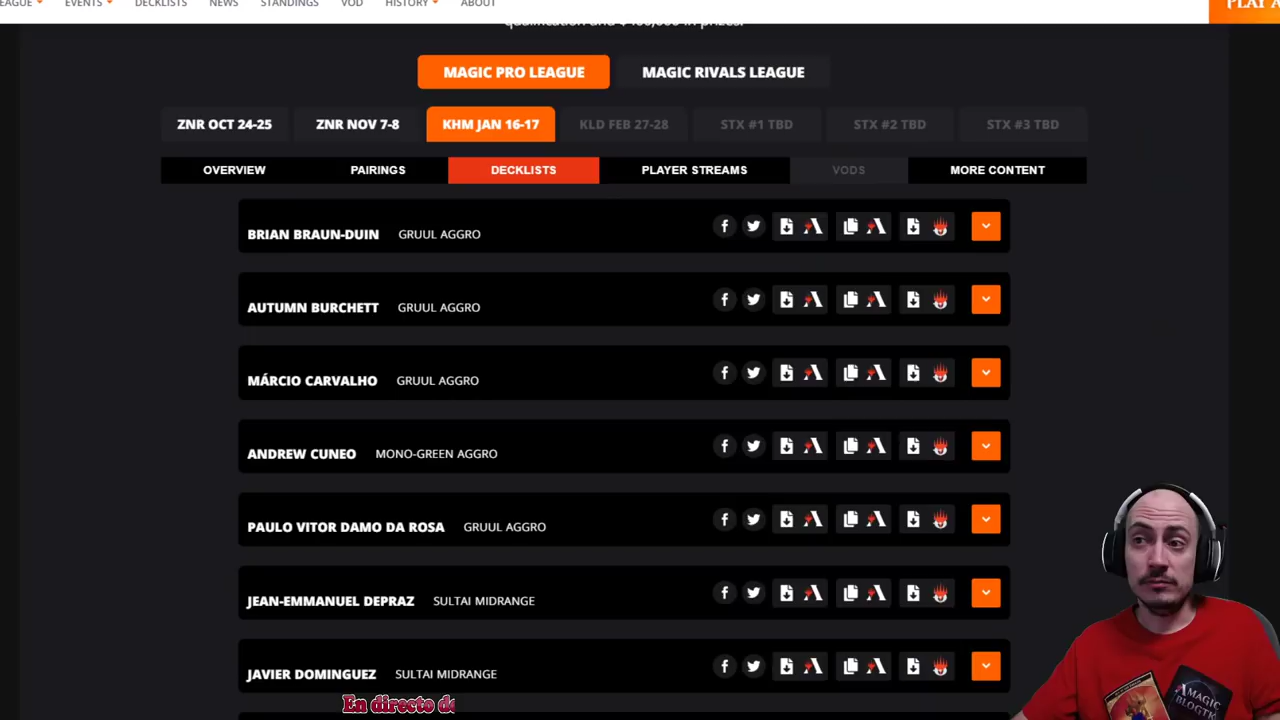 EAGUE EVENTS DECKLISTS NEWS STANDINGS VOD HISTORY ABOUT PLAY A
MAGIC PRO LEAGUE MAGIC RIVALS LEAGUE
ZNR OCT 24-25 ZNR NOV 7-8 KHM JAN 16-17 KLD FEB 27-28 STX #1 TBD STX #2 TBD STX #3 TBD
OVERVIEW PAIRINGS DECKLISTS PLAYER STREAMS VODS MORE CONTENT
BRIAN BRAUN-DUIN GRUUL AGGRO
AUTUMN BURCHETT GRUUL AGGRO
MÁRCIO CARVALHO GRUUL AGGRO
ANDREW CUNEO MONO-GREEN AGGRO
PAULO VITOR DAMO DA ROSA GRUUL AGGRO
JEAN-EMMANUEL DEPRAZ SULTAI MIDRANGE
JAVIER DOMINGUEZ SULTAI MIDRANGE
En directo de